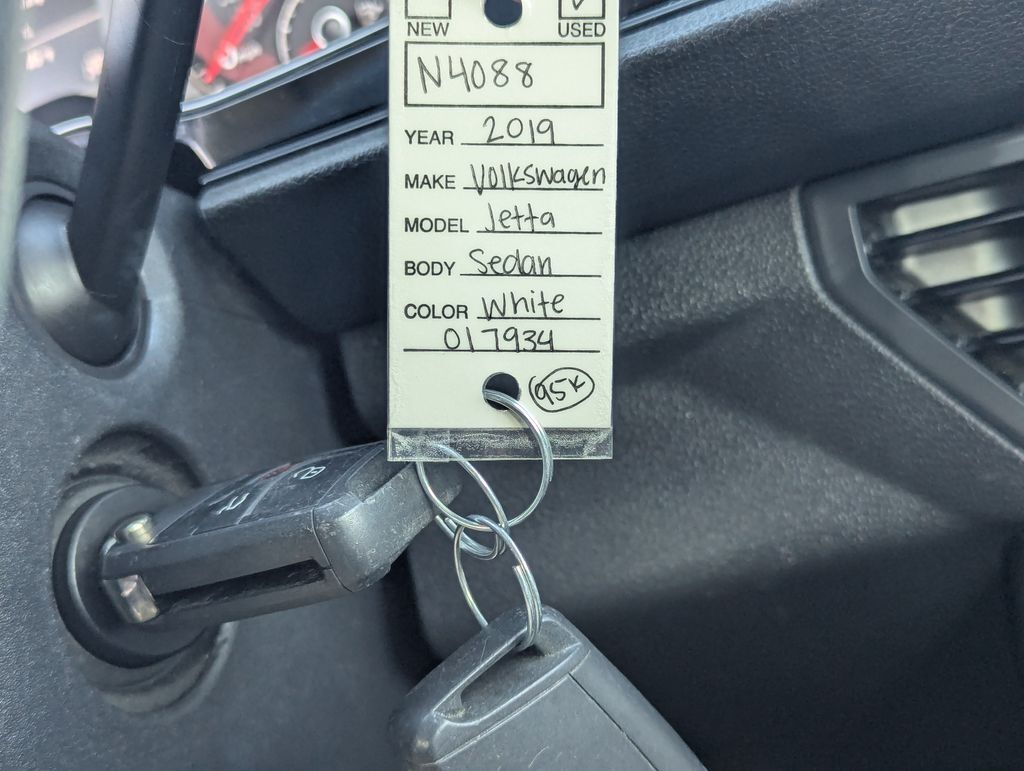 NEW USED
N4088
YEAR 2019
MAKE Volkswagen
MODEL Jetta
BODY Sedan
COLOR White
017934
95K